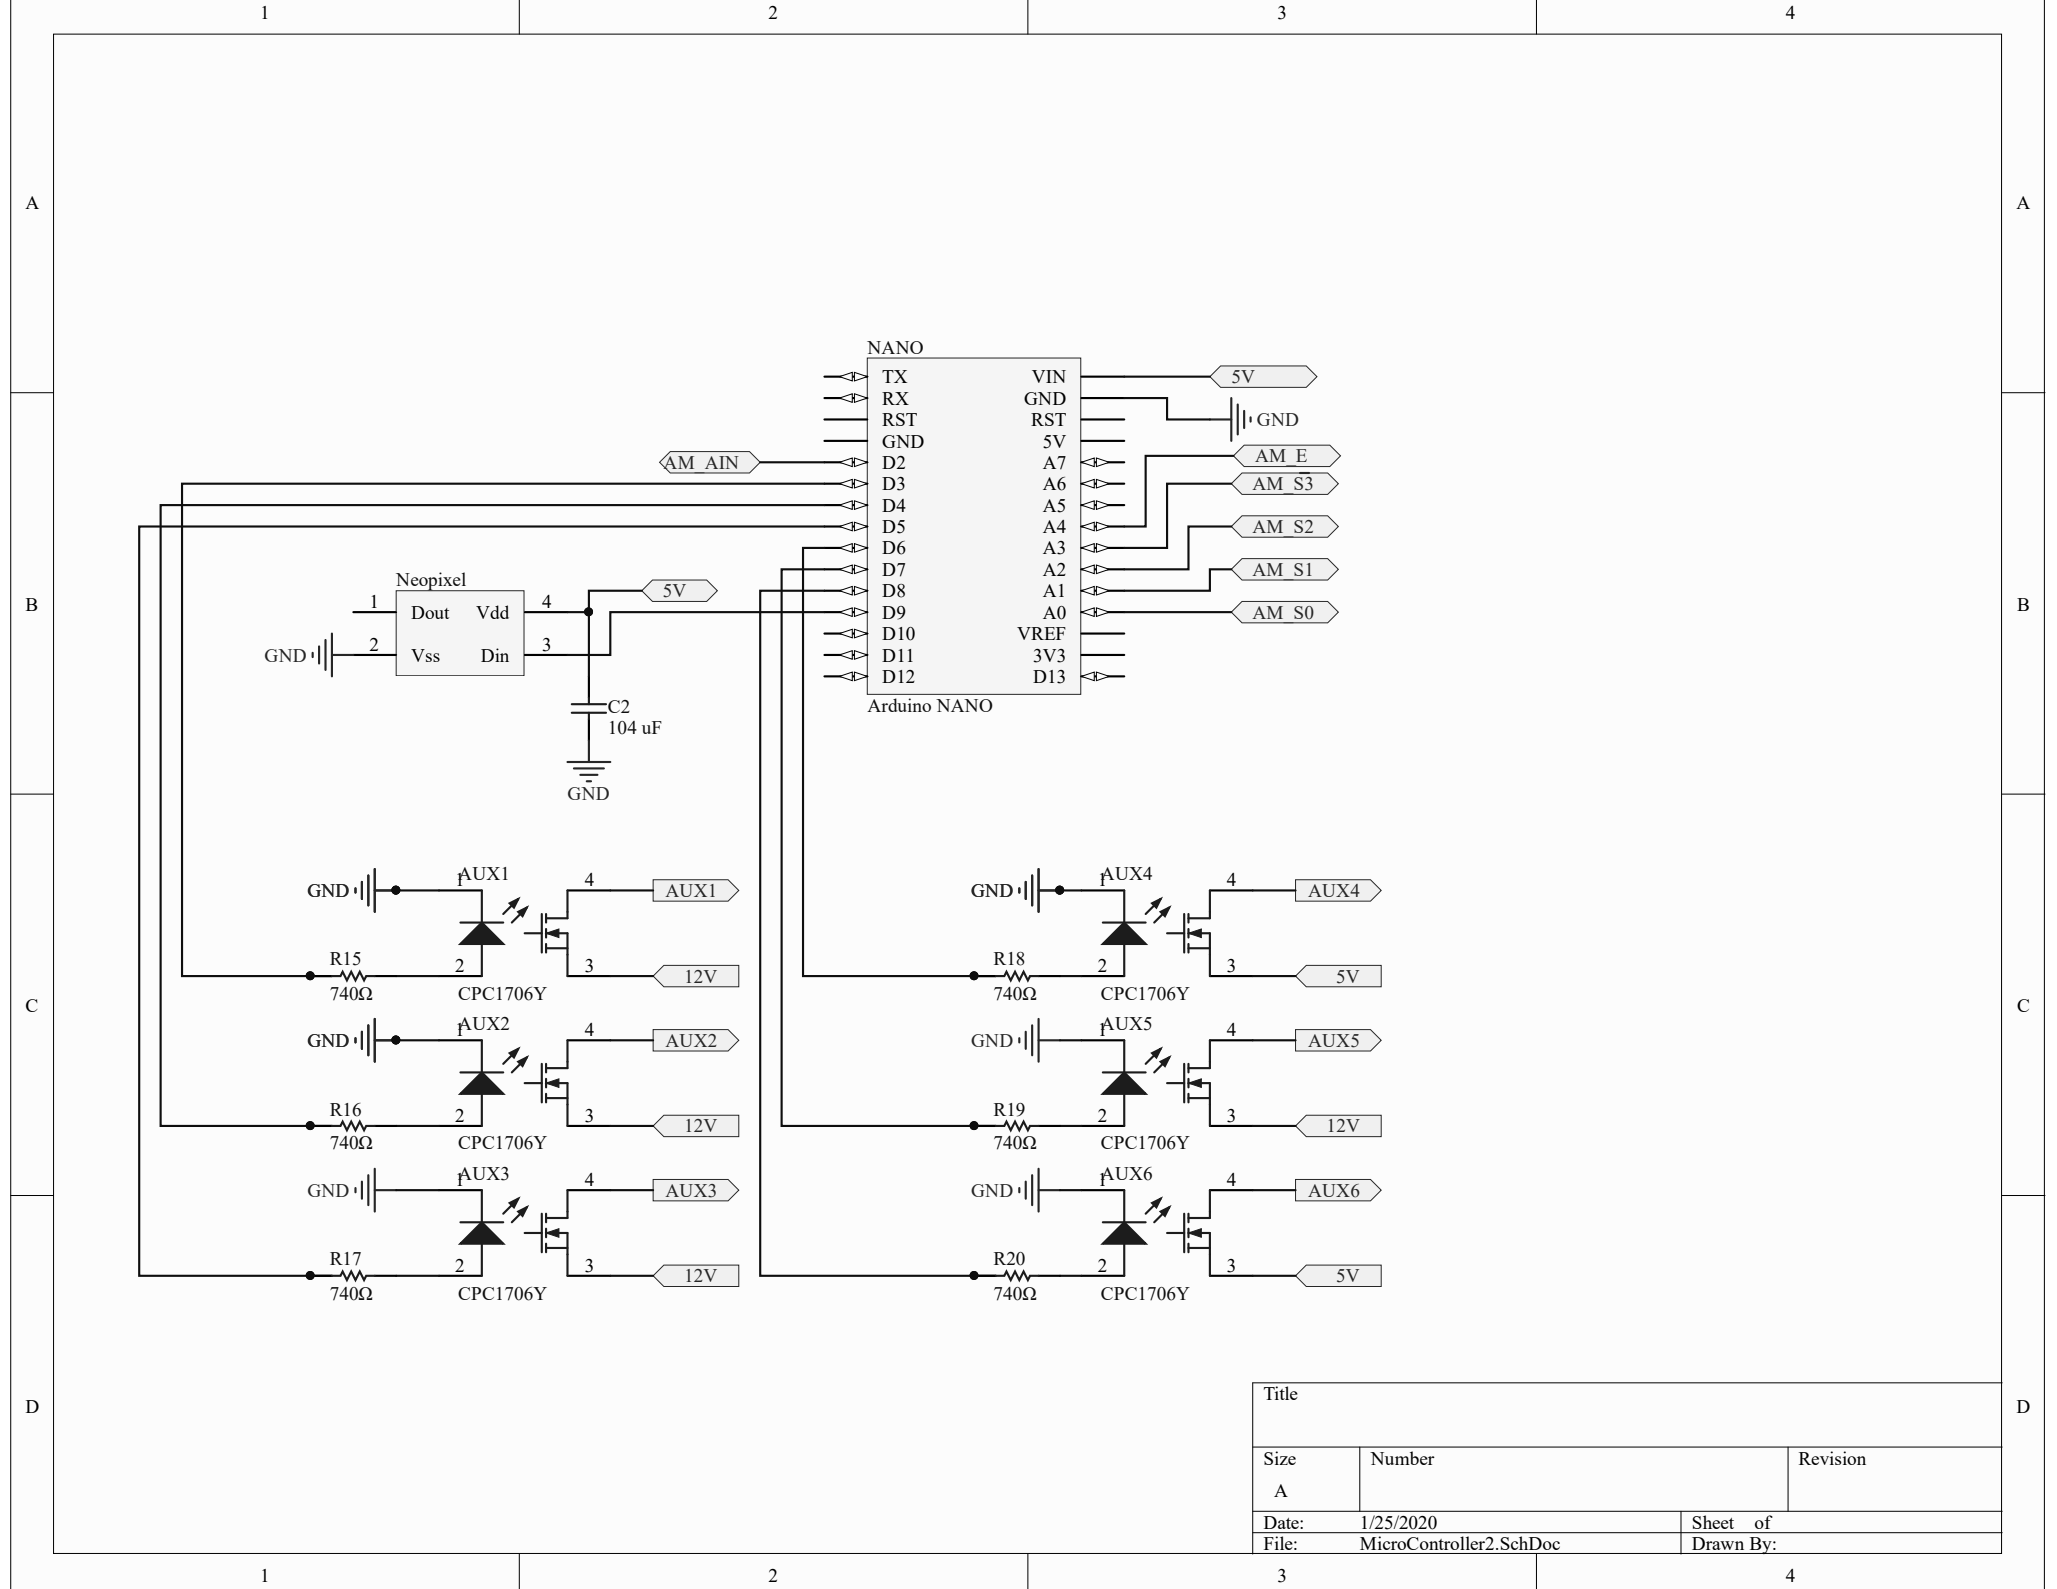 1 2 3 4
A A
B B
C C
D D
NANO
TX VIN
RX GND
RST RST
GND 5V
D2 A7
D3 A6
D4 A5
D5 A4
D6 A3
D7 A2
D8 A1
D9 A0
D10 VREF
D11 3V3
D12 D13
Arduino NANO
AM_AIN
5V
GND
AM_E
AM_S3
AM_S2
AM_S1
AM_S0
Neopixel
1 Dout Vdd 4
GND 2 Vss Din 3
5V
C2
104 uF
GND
AUX1
GND 1 4 AUX1
R15 2 3 12V
740Ω CPC1706Y
AUX2
GND 1 4 AUX2
R16 2 3 12V
740Ω CPC1706Y
AUX3
GND 1 4 AUX3
R17 2 3 12V
740Ω CPC1706Y
AUX4
GND 1 4 AUX4
R18 2 3 5V
740Ω CPC1706Y
AUX5
GND 1 4 AUX5
R19 2 3 12V
740Ω CPC1706Y
AUX6
GND 1 4 AUX6
R20 2 3 5V
740Ω CPC1706Y
Title
Size Number Revision
A
Date: 1/25/2020 Sheet of
File: MicroController2.SchDoc Drawn By:
1 2 3 4